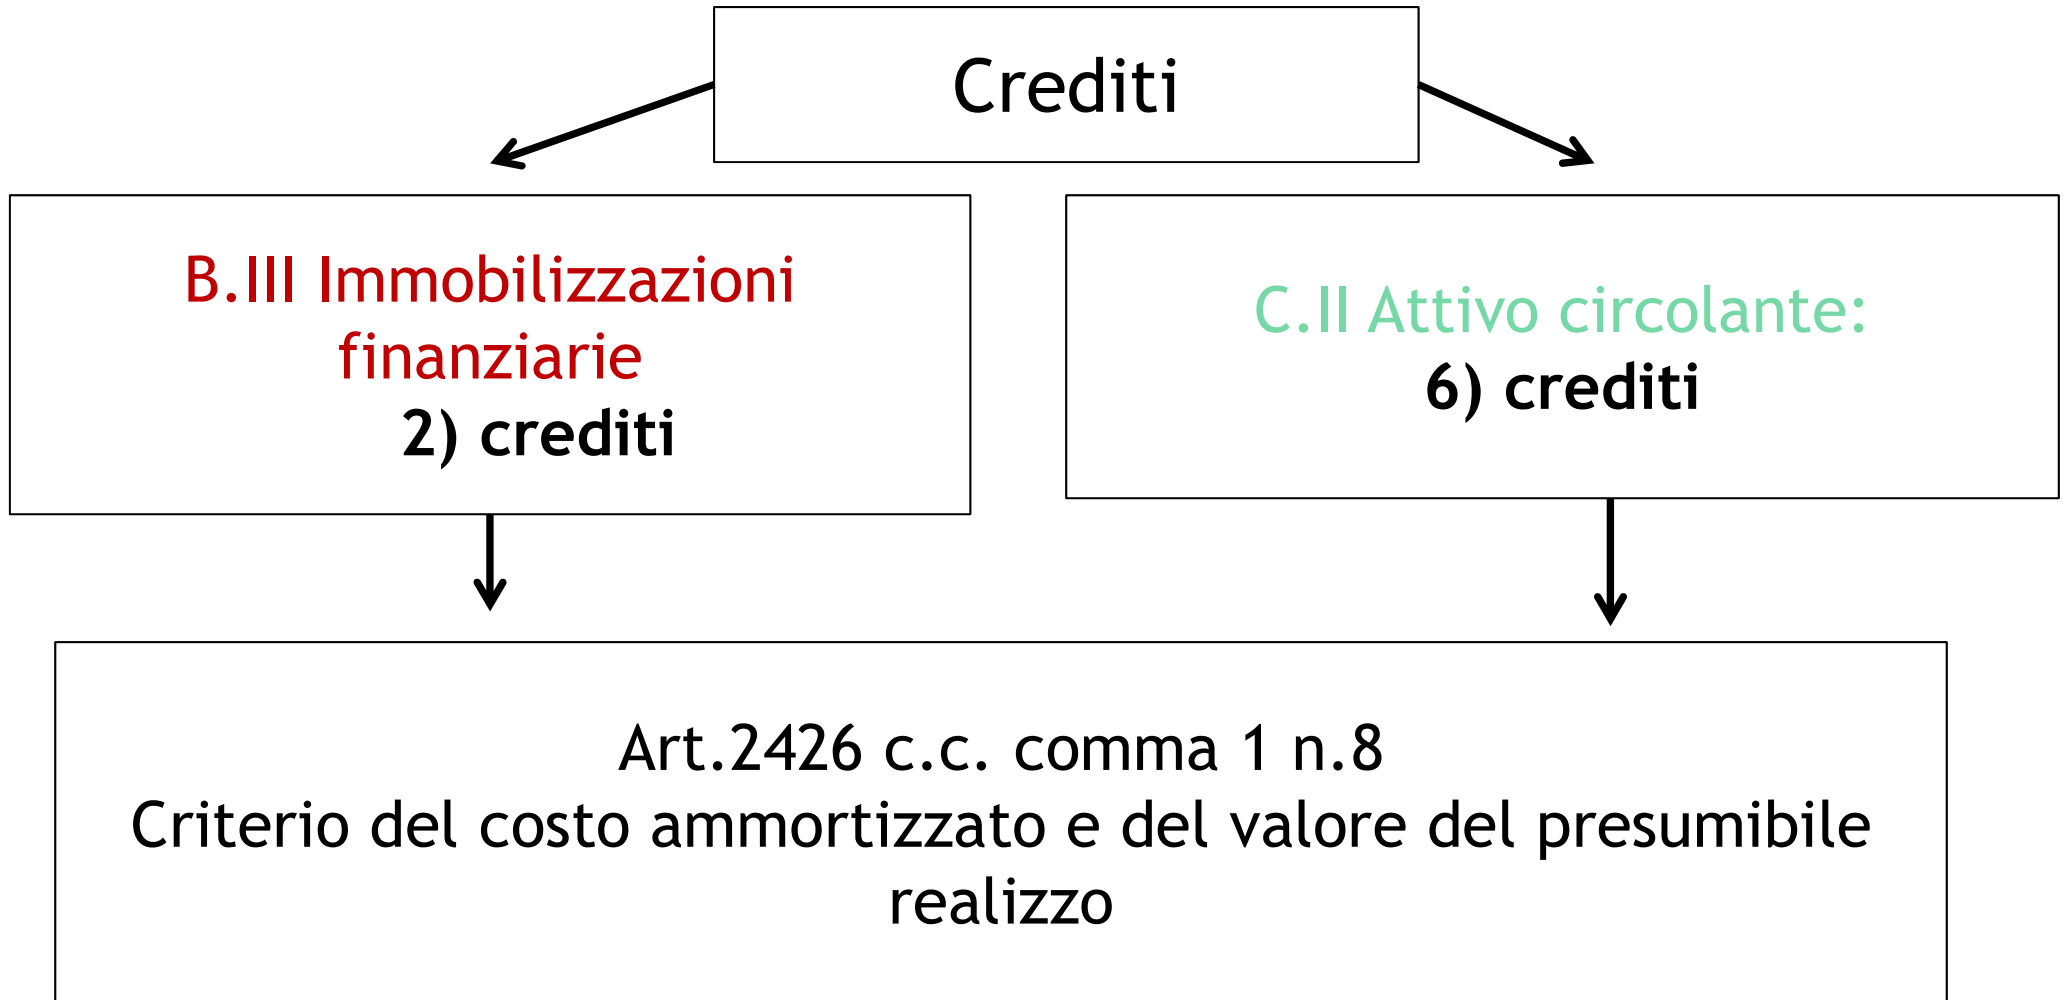 Crediti
B.III Immobilizzazioni
finanziarie
2) crediti
C.II Attivo circolante:
6) crediti
Art.2426 c.c. comma 1 n.8
Criterio del costo ammortizzato e del valore del presumibile
realizzo